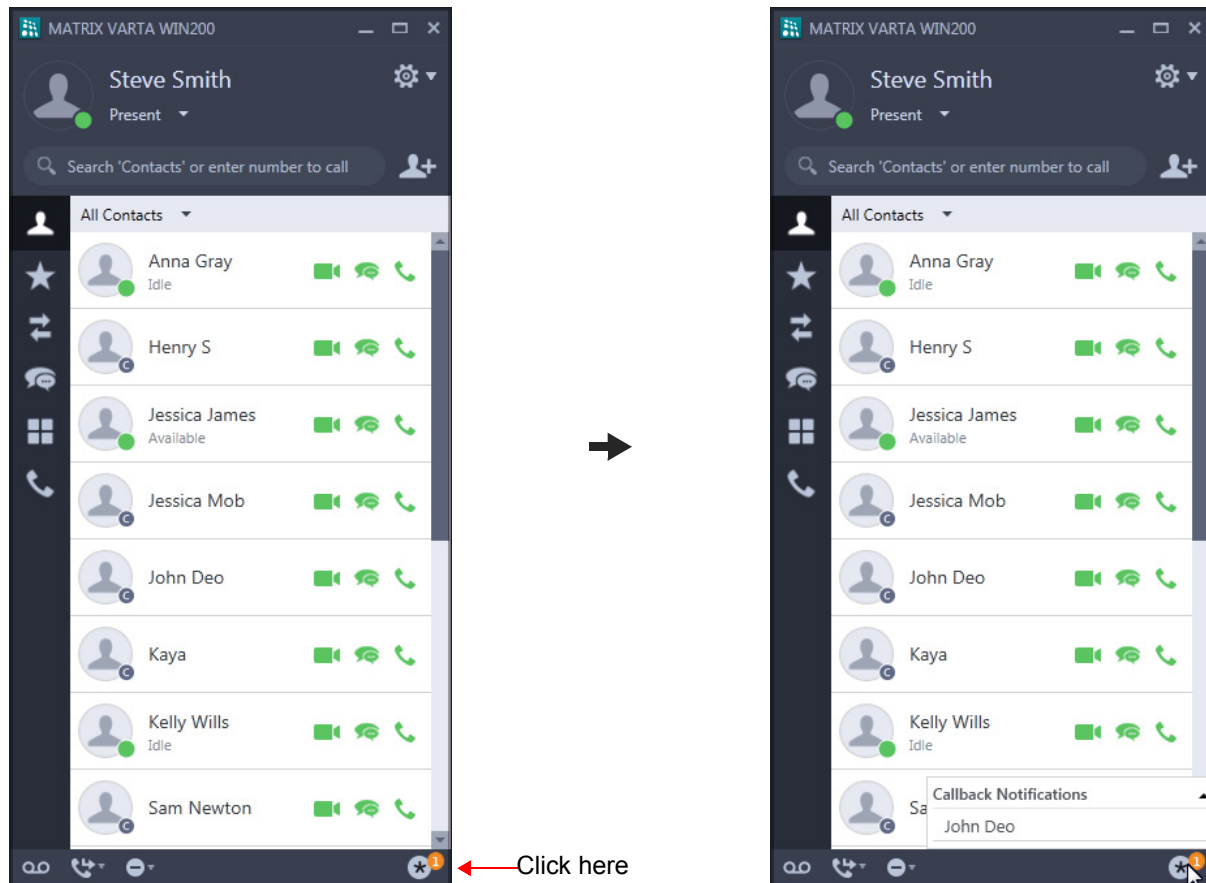 MATRIX VARTA WIN200
Steve Smith
Present
Search 'Contacts' or enter number to call
All Contacts
Anna Gray
Idle
Henry S
C
Jessica James
Available
Jessica Mob
C
John Deo
C
Kaya
C
Kelly Wills
Idle
Sam Newton
C
1
Click here
MATRIX VARTA WIN200
Steve Smith
Present
Search 'Contacts' or enter number to call
All Contacts
Anna Gray
Idle
Henry S
C
Jessica James
Available
Jessica Mob
C
John Deo
C
Kaya
C
Kelly Wills
Idle
Sa
C
Callback Notifications
John Deo
1